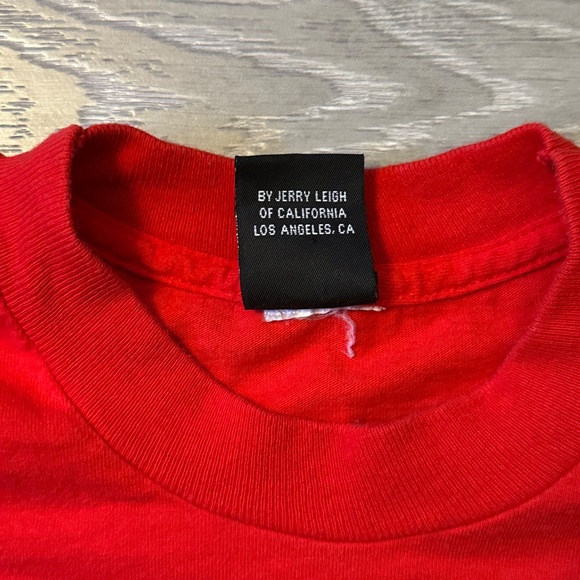 BY JERRY LEIGH
OF CALIFORNIA
LOS ANGELES, CA